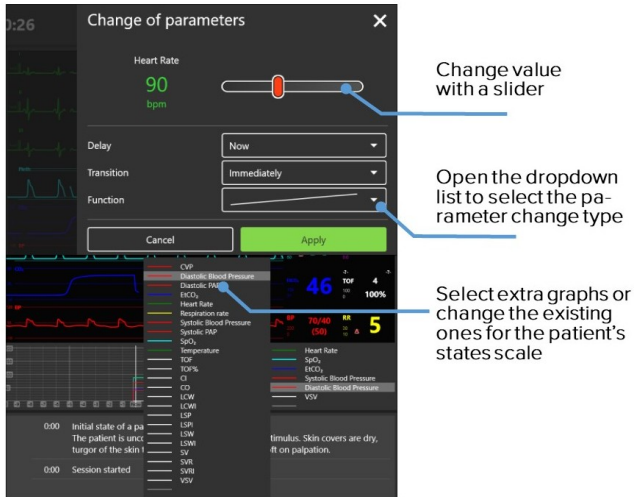 0:26
Change of parameters
Heart Rate
90
bpm
Delay
Now
Transition
Immediately
Function
Cancel
Apply
Change value
with a slider
Open the dropdown
list to select the pa-
rameter change type
Select extra graphs or
change the existing
ones for the patient's
states scale
CVP
Diastolic Blood Pressure
Diastolic PAP
EtCO₂
Heart Rate
Respiration rate
Systolic Blood Pressure
Systolic PAP
SpO₂
Temperature
TOF
TOF%
CI
CO
LCW
LCWI
LSP
LSPI
LSW
LSWI
SV
SVR
SVRI
VSV
46
TOF
4
100%
70/40
(50)
RR
5
Heart Rate
SpO₂
EtCO₂
Systolic Blood Pressure
Diastolic Blood Pressure
VSV
0:00 Initial state of a pa
The patient is unco
timulus. Skin covers are dry,
turgor of the skin
ft on palpation.
0:00 Session started